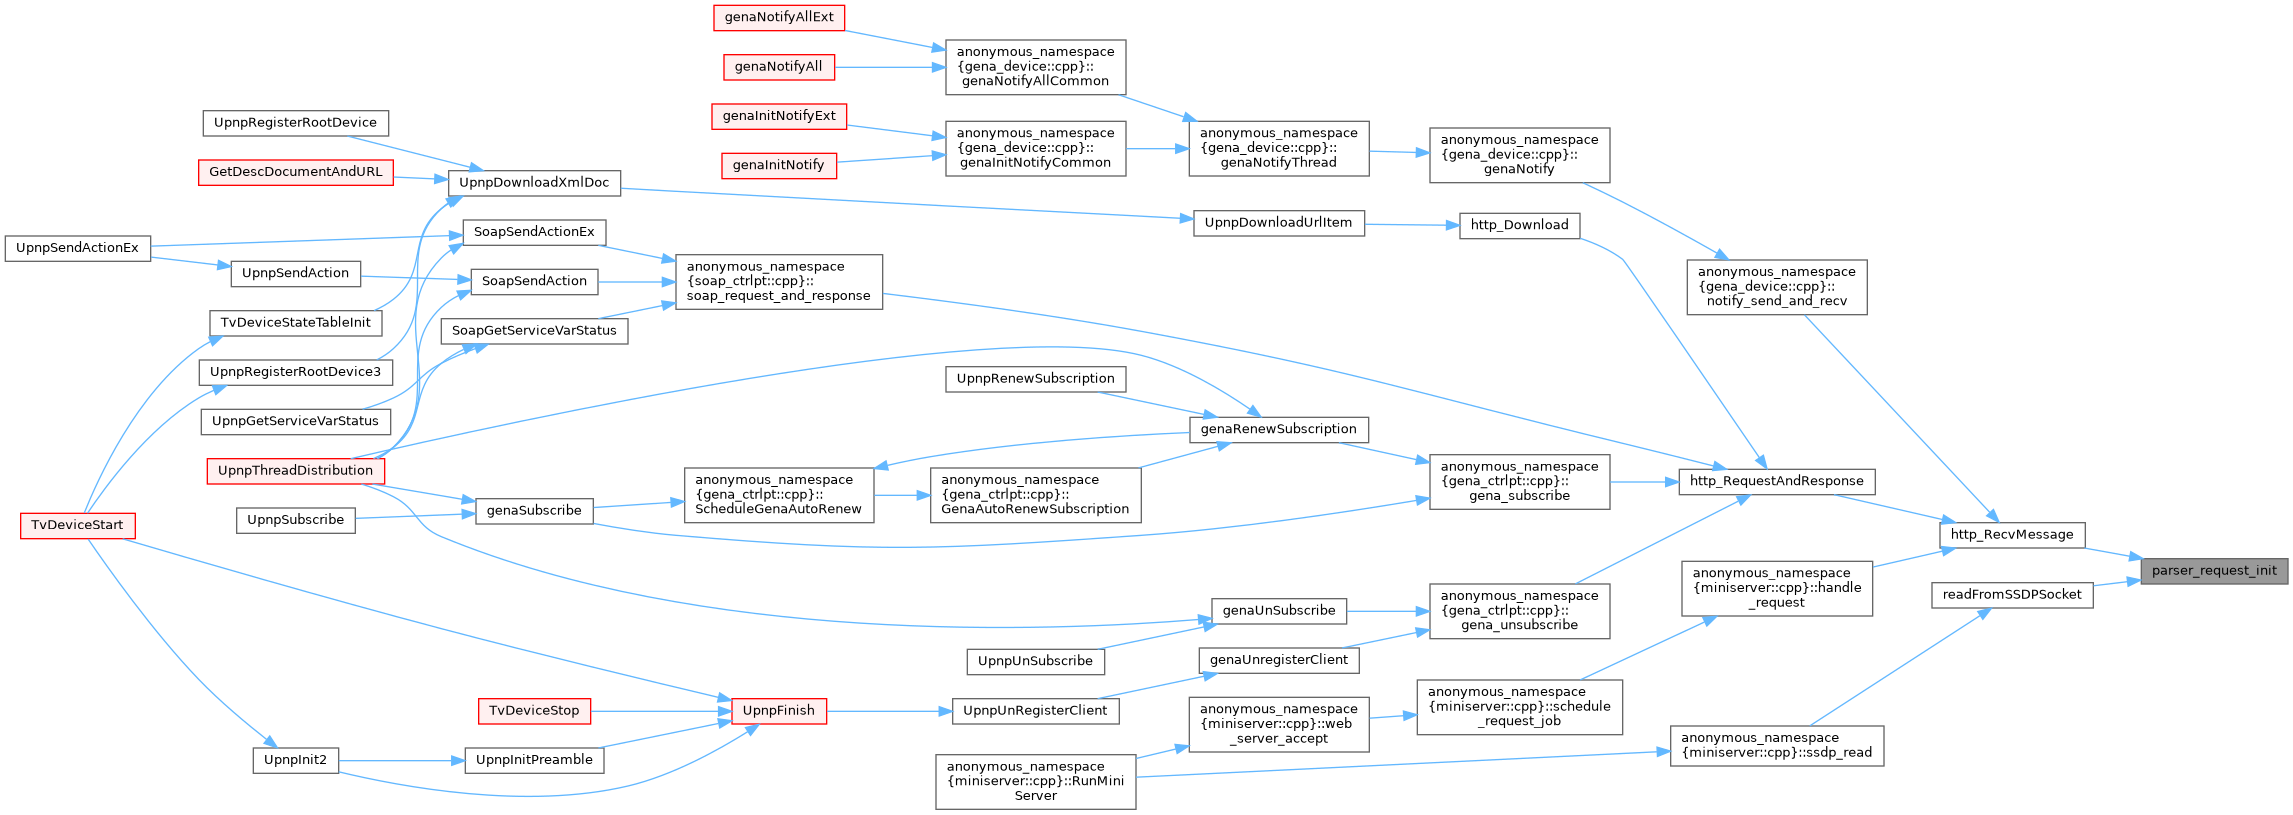 genaNotifyAllExt
anonymous_namespace
{gena_device::cpp}::
genaNotifyAllCommon
genaNotifyAll
genaInitNotifyExt
UpnpRegisterRootDevice
anonymous_namespace
{gena_device::cpp}::
genaInitNotifyCommon
anonymous_namespace
{gena_device::cpp}::
genaNotifyThread
anonymous_namespace
{gena_device::cpp}::
genaNotify
genaInitNotify
GetDescDocumentAndURL
UpnpDownloadXmlDoc
UpnpDownloadUrlItem
http_Download
SoapSendActionEx
UpnpSendActionEx
UpnpSendAction
SoapSendAction
anonymous_namespace
{soap_ctrlpt::cpp}::
soap_request_and_response
anonymous_namespace
{gena_device::cpp}::
notify_send_and_recv
TvDeviceStateTableInit
SoapGetServiceVarStatus
UpnpRegisterRootDevice3
UpnpRenewSubscription
UpnpGetServiceVarStatus
genaRenewSubscription
UpnpThreadDistribution
anonymous_namespace
{gena_ctrlpt::cpp}::
ScheduleGenaAutoRenew
anonymous_namespace
{gena_ctrlpt::cpp}::
GenaAutoRenewSubscription
anonymous_namespace
{gena_ctrlpt::cpp}::
gena_subscribe
http_RequestAndResponse
TvDeviceStart
UpnpSubscribe
genaSubscribe
http_RecvMessage
parser_request_init
anonymous_namespace
{miniserver::cpp}::handle
_request
readFromSSDPSocket
genaUnSubscribe
anonymous_namespace
{gena_ctrlpt::cpp}::
gena_unsubscribe
UpnpUnSubscribe
genaUnregisterClient
TvDeviceStop
UpnpFinish
UpnpUnRegisterClient
anonymous_namespace
{miniserver::cpp}::web
_server_accept
anonymous_namespace
{miniserver::cpp}::schedule
_request_job
anonymous_namespace
{miniserver::cpp}::ssdp_read
UpnpInit2
UpnpInitPreamble
anonymous_namespace
{miniserver::cpp}::RunMini
Server